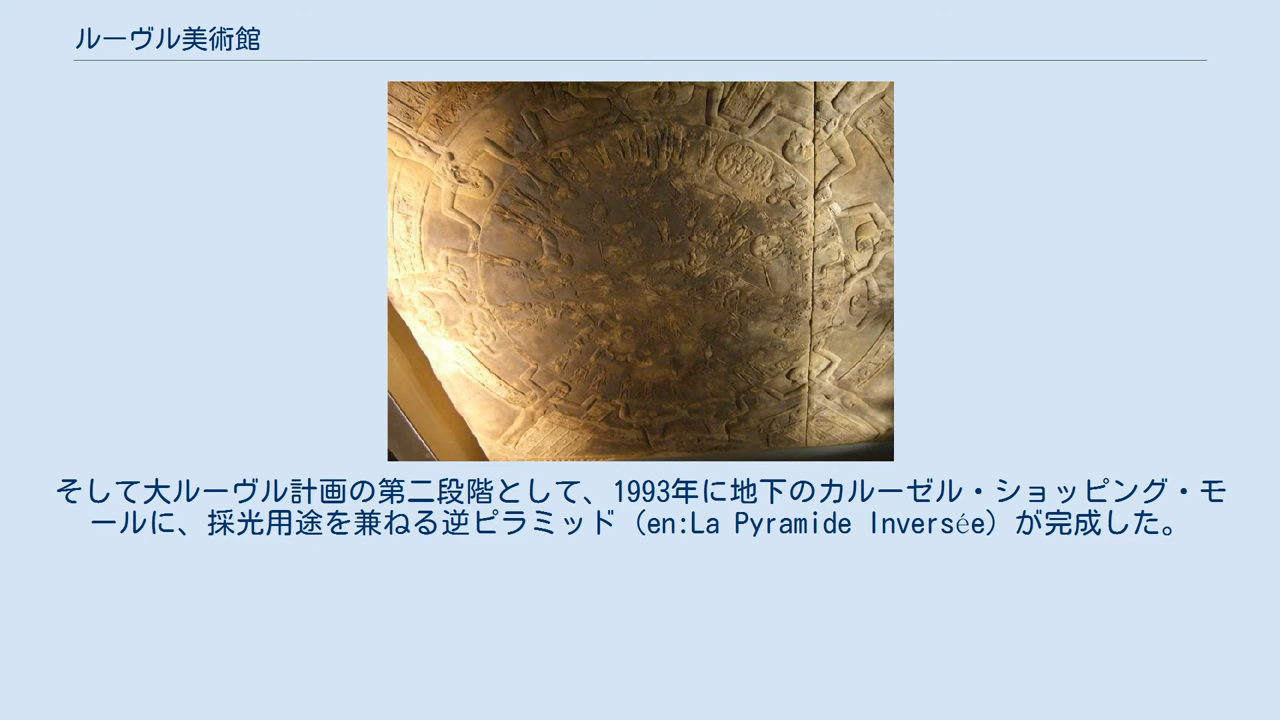 ルーヴル美術館
そして大ルーヴル計画の第二段階として、1993年に地下のカルーゼル・ショッピング・モ
ールに、採光用途を兼ねる逆ピラミッド（en:La Pyramide Inversée）が完成した。